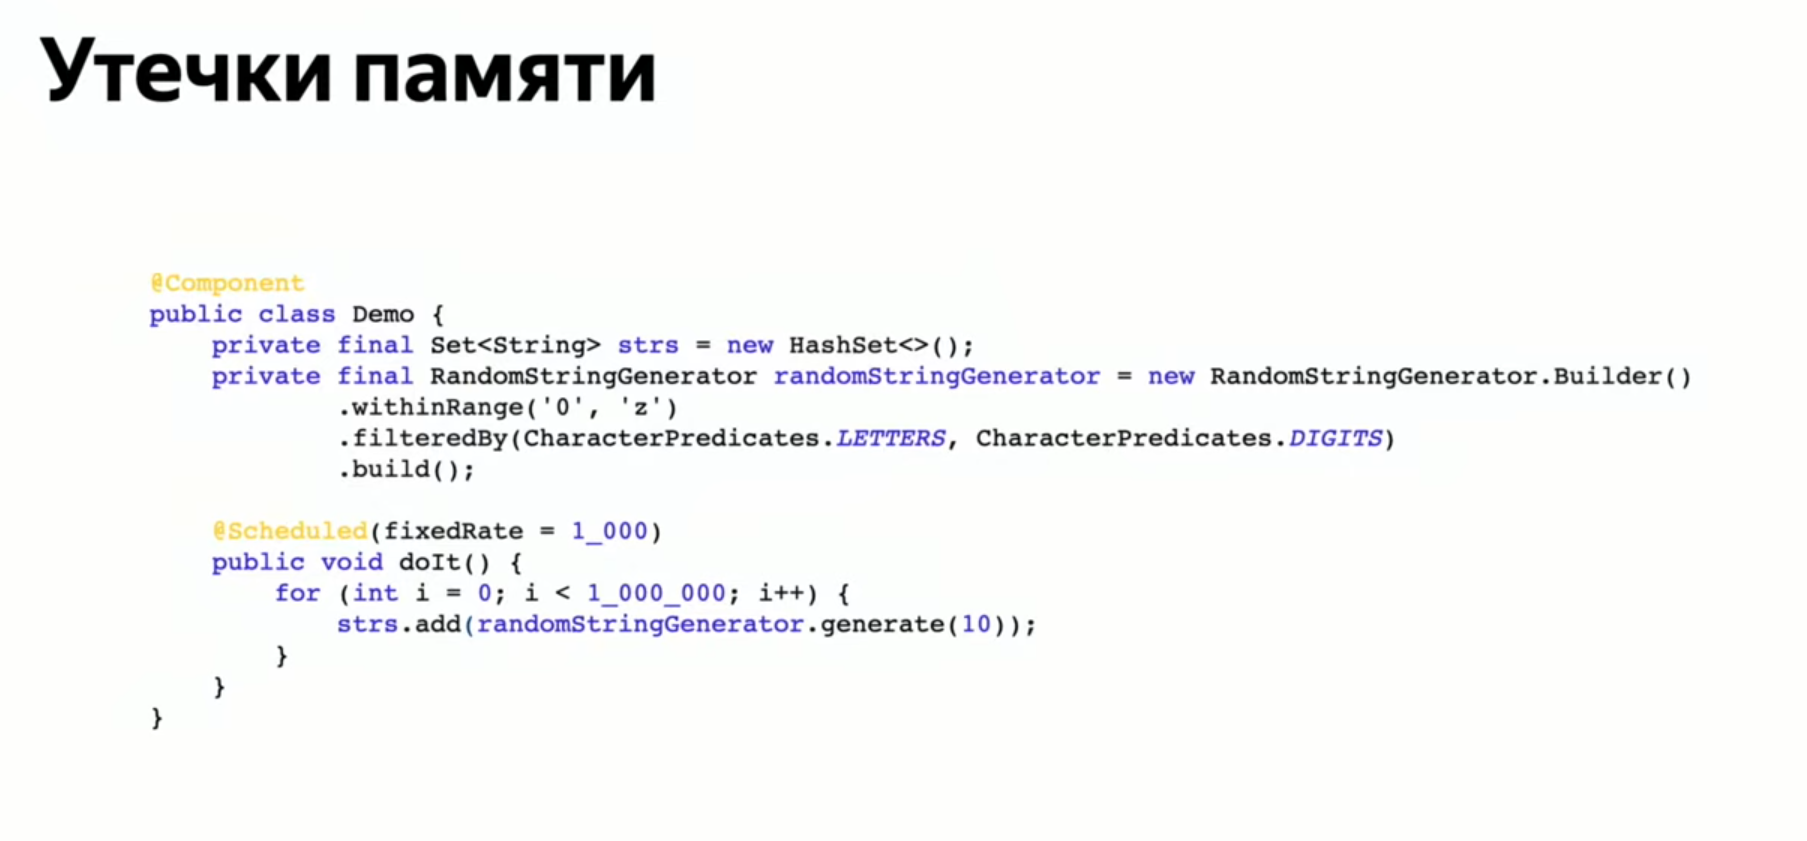 Утечки памяти
@Component
public class Demo {
    private final Set<String> strs = new HashSet<>();
    private final RandomStringGenerator randomStringGenerator = new RandomStringGenerator.Builder()
            .withinRange('0', 'z')
            .filteredBy(CharacterPredicates.LETTERS, CharacterPredicates.DIGITS)
            .build();
    @Scheduled(fixedRate = 1_000)
    public void doIt() {
        for (int i = 0; i < 1_000_000; i++) {
            strs.add(randomStringGenerator.generate(10));
        }
    }
}